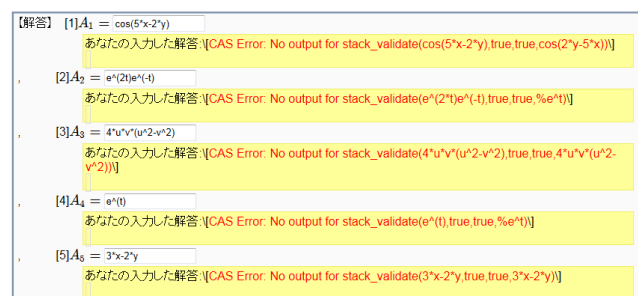 【解答】 [1]A₁ = cos(5*x-2*y)
あなたの入力した解答:\[CAS Error: No output for stack_validate(cos(5*x-2*y),true,true,cos(2*y-5*x))\]
, [2]A₂ = e^(2t)e^(-t)
あなたの入力した解答:\[CAS Error: No output for stack_validate(e^(2*t)e^(-t),true,true,%e^t)\]
, [3]A₃ = 4*u*v*(u^2-v^2)
あなたの入力した解答:\[CAS Error: No output for stack_validate(4*u*v*(u^2-v^2),true,true,4*u*v*(u^2-
v^2))\]
, [4]A₄ = e^(t)
あなたの入力した解答:\[CAS Error: No output for stack_validate(e^(t),true,true,%e^t)\]
, [5]A₅ = 3*x-2*y
あなたの入力した解答:\[CAS Error: No output for stack_validate(3*x-2*y,true,true,3*x-2*y)\]